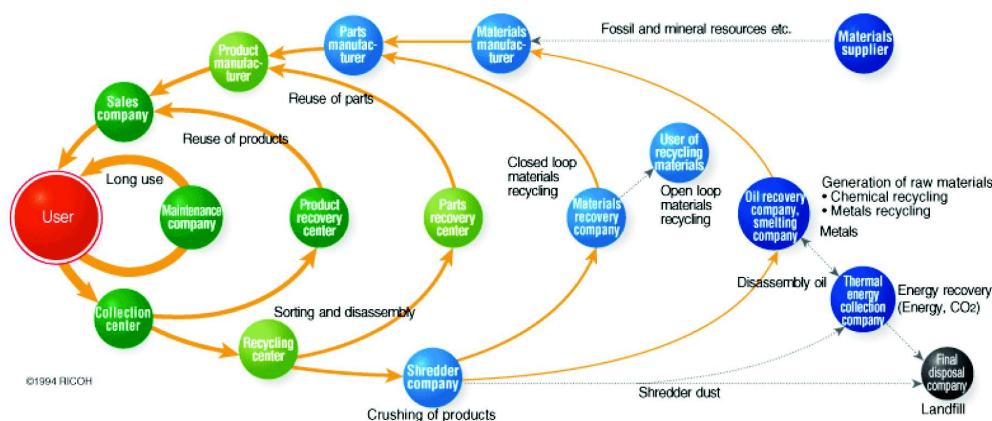 Fossil and mineral resources etc.
Materials
supplier
Materials
manufac-
turer
Parts
manufac-
turer
Product
manufac-
turer
Sales
company
Reuse of parts
Reuse of products
Long use
User
Maintenance
company
Product
recovery
center
Parts
recovery
center
Closed loop
materials
recycling
Materials
recovery
company
User of
recycling
materials
Open loop
materials
recycling
Oil recovery
company,
smelting
company
Generation of raw materials
• Chemical recycling
• Metals recycling
Metals
Disassembly oil
Thermal
energy
collection
company
Energy recovery
(Energy, CO2)
Collection
center
Sorting and disassembly
Recycling
center
Shredder
company
Crushing of products
Shredder dust
Final
disposal
company
Landfill
©1994 RICOH